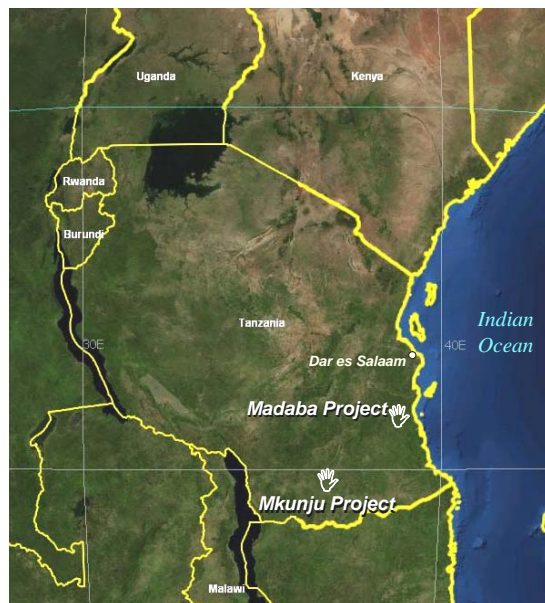 Uganda
Kenya
Rwanda
Burundi
Tanzania
Indian
Ocean
30E
40E
Dar es Salaam
Madaba Project
Mkunju Project
Malawi